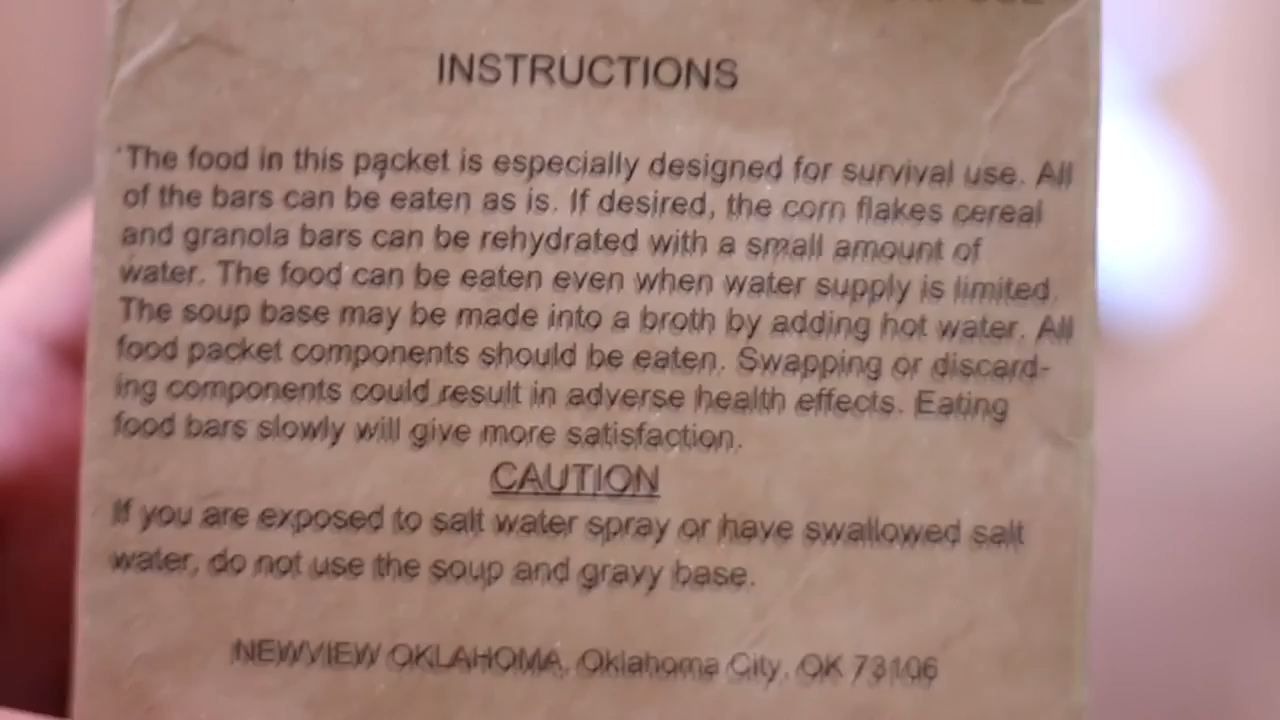 INSTRUCTIONS
The food in this packet is especially designed for survival use. All
of the bars can be eaten as is. If desired, the corn flakes cereal
and granola bars can be rehydrated with a small amount of
water. The food can be eaten even when water supply is limited.
The soup base may be made into a broth by adding hot water. All
food packet components should be eaten. Swapping or discard-
ing components could result in adverse health effects. Eating
food bars slowly will give more satisfaction.
CAUTION
If you are exposed to salt water spray or have swallowed salt
water, do not use the soup and gravy base.
NEWVIEW OKLAHOMA, Oklahoma City, OK 73106